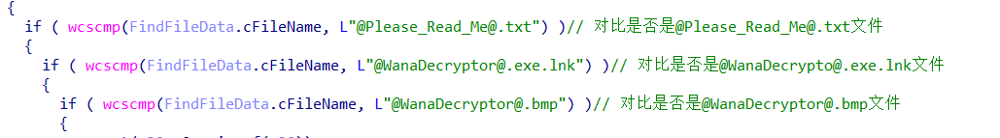 {
if ( wcscmp(FindFileData.cFileName, L"@Please_Read_Me@.txt") )// 对比是否是@Please_Read_Me@.txt文件
{
if ( wcscmp(FindFileData.cFileName, L"@WanaDecryptor@.exe.lnk") )// 对比是否是@WanaDecrypto@.exe.lnk文件
{
if ( wcscmp(FindFileData.cFileName, L"@WanaDecryptor@.bmp") )// 对比是否是@WanaDecryptor@.bmp文件
{